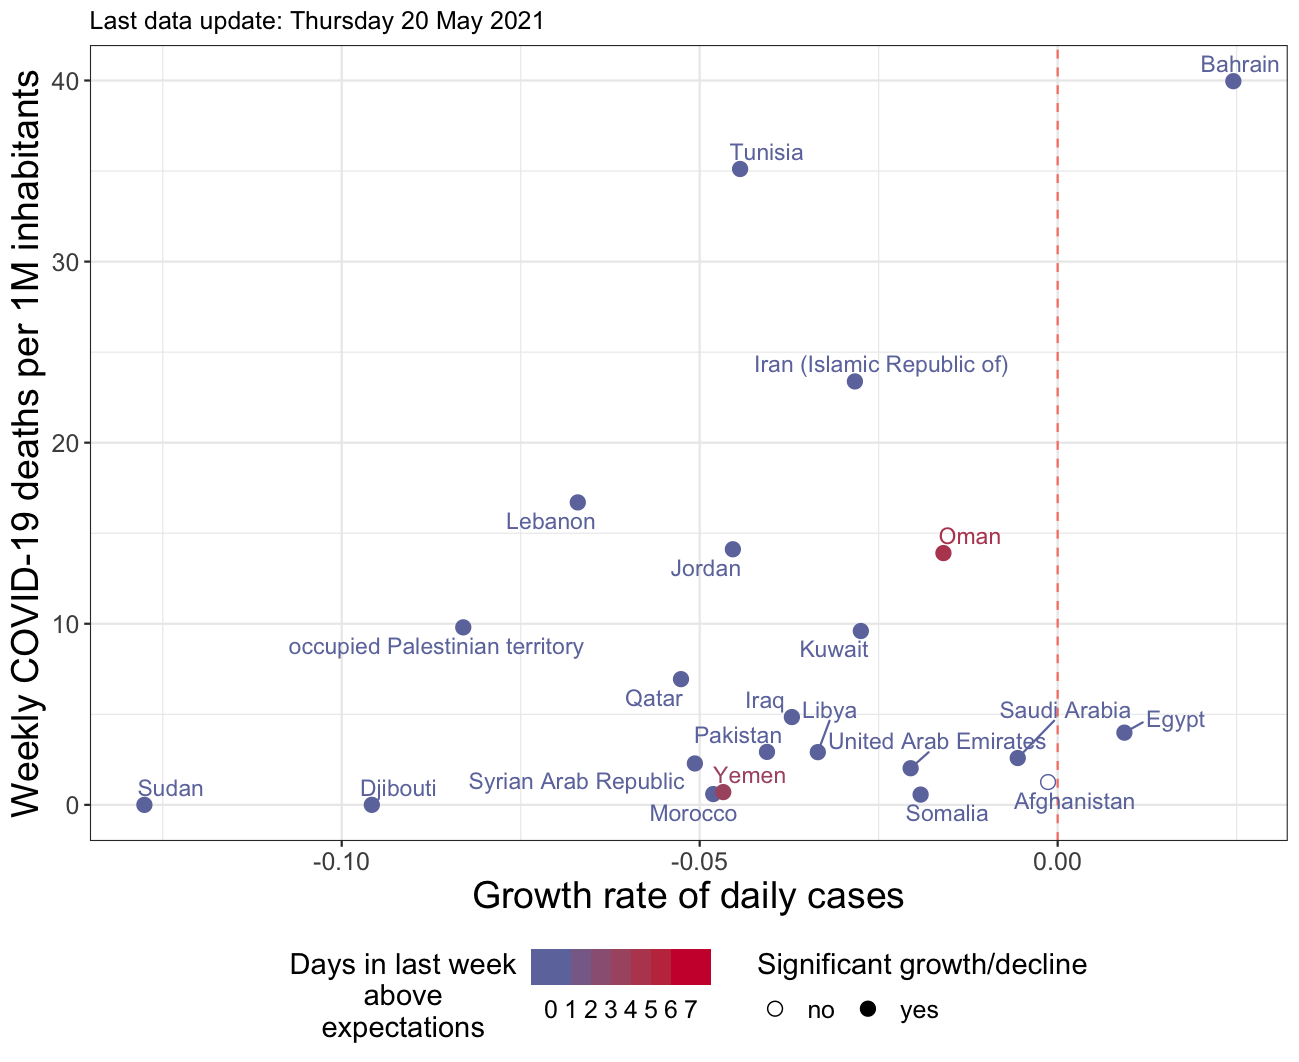 Last data update: Thursday 20 May 2021
Weekly COVID-19 deaths per 1M inhabitants
40
30
20
10
0
Bahrain
Tunisia
Iran (Islamic Republic of)
Lebanon
Oman
Jordan
occupied Palestinian territory
Kuwait
Qatar
Iraq
Libya
Saudi Arabia
Egypt
Pakistan
United Arab Emirates
Syrian Arab Republic
Yemen
Sudan
Djibouti
Afghanistan
Morocco
Somalia
-0.10
-0.05
0.00
Growth rate of daily cases
Days in last week
above
expectations
0 1 2 3 4 5 6 7
Significant growth/decline
no
yes